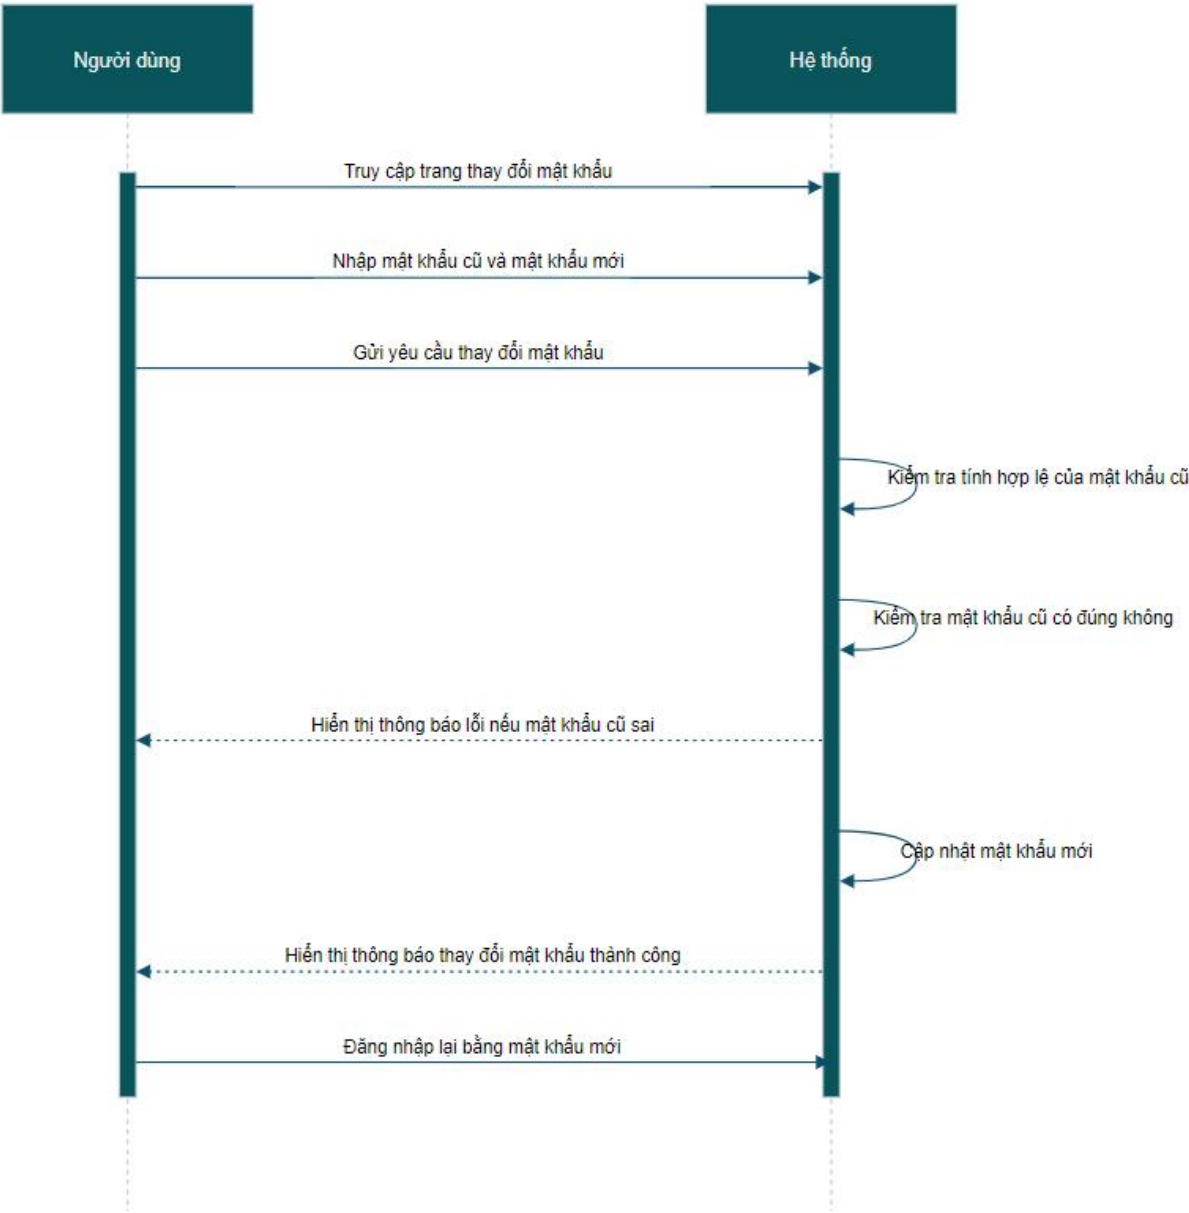 Người dùng
Hệ thống
Truy cập trang thay đổi mật khẩu
Nhập mật khẩu cũ và mật khẩu mới
Gửi yêu cầu thay đổi mật khẩu
Kiểm tra tính hợp lệ của mật khẩu cũ
Kiểm tra mật khẩu cũ có đúng không
Hiển thị thông báo lỗi nếu mật khẩu cũ sai
Cập nhật mật khẩu mới
Hiển thị thông báo thay đổi mật khẩu thành công
Đăng nhập lại bằng mật khẩu mới